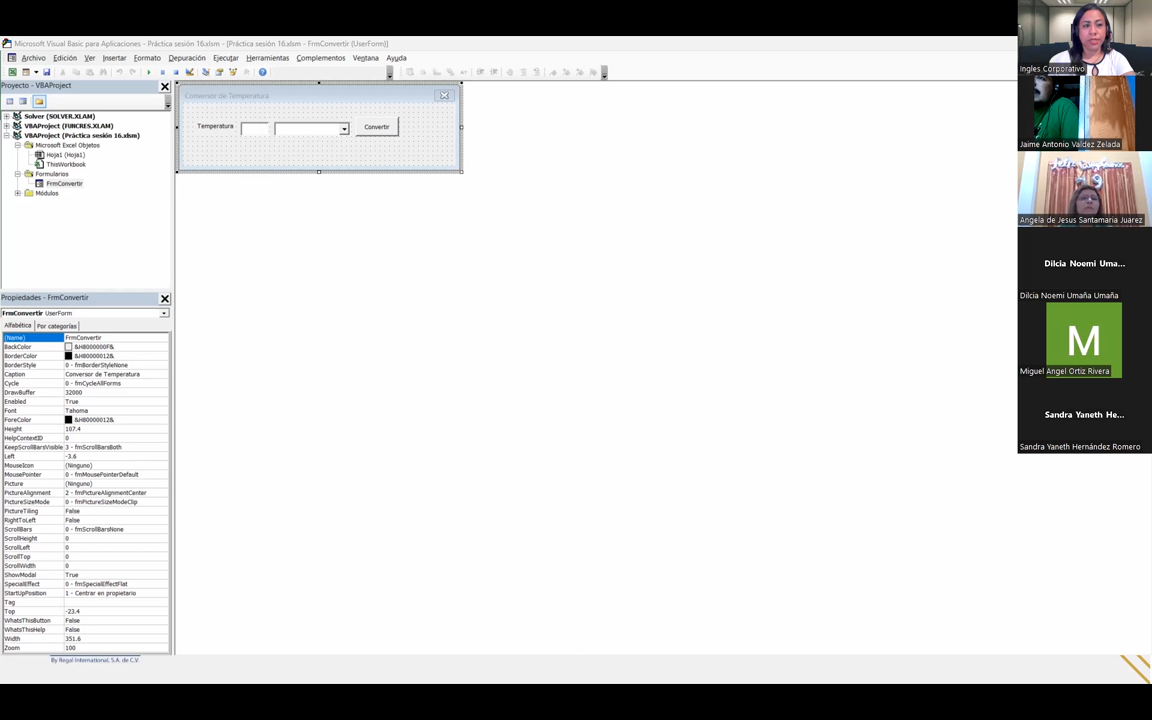 Microsoft Visual Basic para Aplicaciones - Práctica sesión 16.xlsm - [Práctica sesión 16.xlsm - FrmConvertir (UserForm)]
Archivo Edición Ver Insertar Formato Depuración Ejecutar Herramientas Complementos Ventana Ayuda
Proyecto - VBAProject
Solver (SOLVER.XLAM)
VBAProject (FUNCRES.XLAM)
VBAProject (Práctica sesión 16.xlsm)
Microsoft Excel Objetos
Hoja1 (Hoja1)
ThisWorkbook
Formularios
FrmConvertir
Módulos
Conversor de Temperatura
Temperatura
Convertir
Propiedades - FrmConvertir
FrmConvertir UserForm
Alfabética Por categorías
(Name) FrmConvertir
BackColor &H8000000F&
BorderColor &H80000012&
BorderStyle 0 - fmBorderStyleNone
Caption Conversor de Temperatura
Cycle 0 - fmCycleAllForms
DrawBuffer 32000
Enabled True
Font Tahoma
ForeColor &H80000012&
Height 107.4
HelpContextID 0
KeepScrollBarsVisible 3 - fmScrollBarsBoth
Left -3.6
MouseIcon (Ninguno)
MousePointer 0 - fmMousePointerDefault
Picture (Ninguno)
PictureAlignment 2 - fmPictureAlignmentCenter
PictureSizeMode 0 - fmPictureSizeModeClip
PictureTiling False
RightToLeft False
ScrollBars 0 - fmScrollBarsNone
ScrollHeight 0
ScrollLeft 0
ScrollTop 0
ScrollWidth 0
ShowModal True
SpecialEffect 0 - fmSpecialEffectFlat
StartUpPosition 1 - Centrar en propietario
Tag
Top -23.4
WhatsThisButton False
WhatsThisHelp False
Width 351.6
Zoom 100
By Regal International, S.A. de C.V.
Ingles Corporativo
Jaime Antonio Valdez Zelada
Angela de Jesus Santamaria Juarez
Dilcia Noemi Uma...
Dilcia Noemi Umaña Umaña
M
Miguel Angel Ortiz Rivera
Sandra Yaneth He...
Sandra Yaneth Hernández Romero